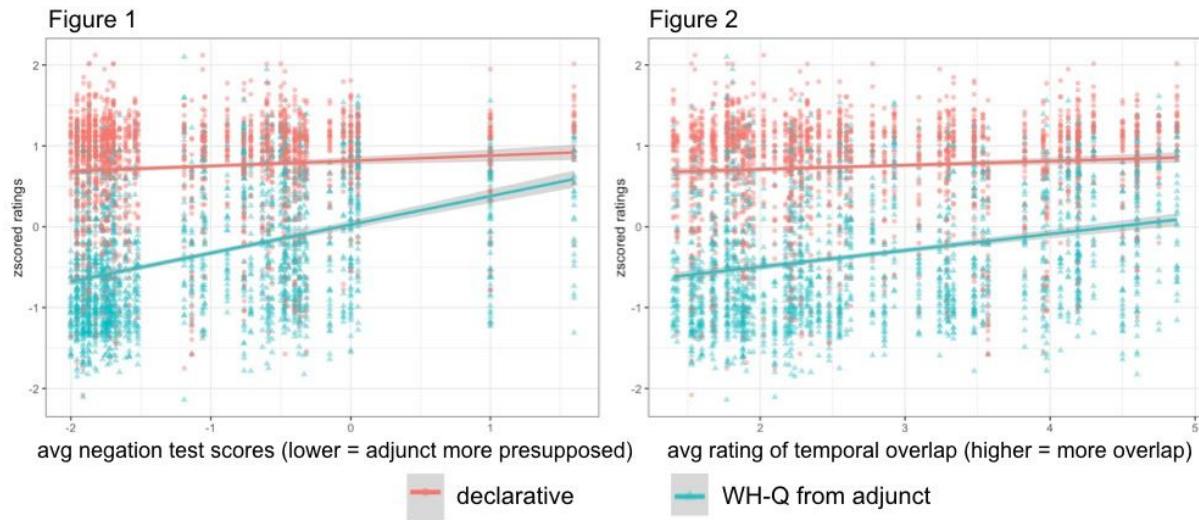 Figure 1
Figure 2
zscored ratings
2
1
0
-1
-2
-2
-1
0
1
avg negation test scores (lower = adjunct more presupposed)
zscored ratings
2
1
0
-1
-2
2
3
4
5
avg rating of temporal overlap (higher = more overlap)
declarative
WH-Q from adjunct